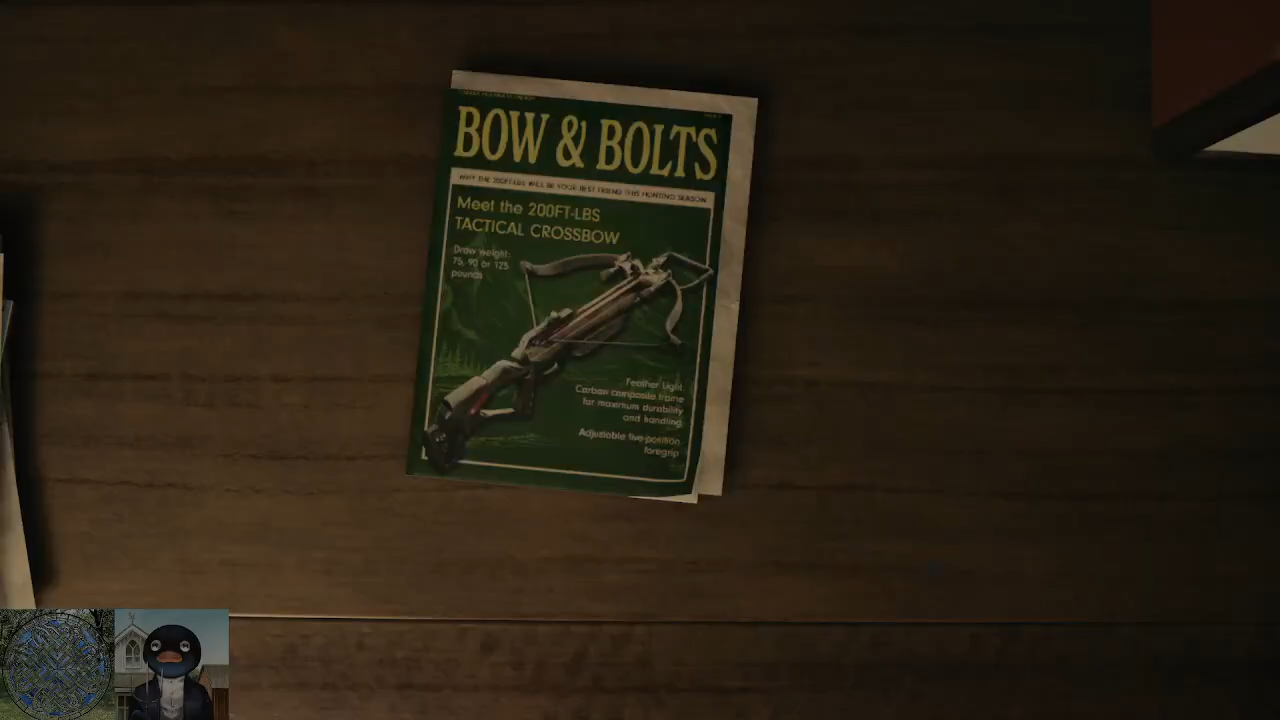 BOW & BOLTS
WHY THE 200FT-LBS WILL BE YOUR BEST FRIEND THIS HUNTING SEASON
Meet the 200FT-LBS
TACTICAL CROSSBOW
Draw weight:
75, 90 or 125
pounds
Feather Light:
Carbon composite frame
for maximum durability
and handling
Adjustable five-position
foregrip